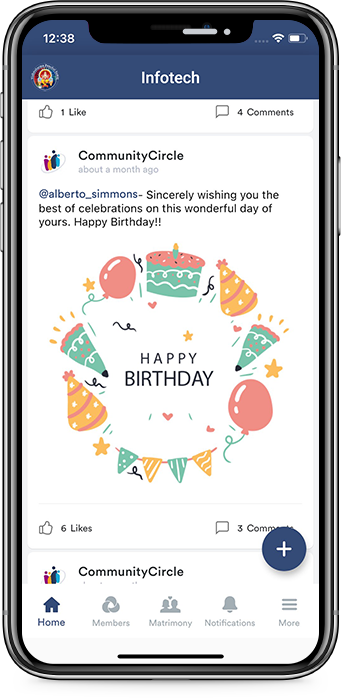 12:38
Infotech
1 Like
4 Comments
CommunityCircle
about a month ago
@alberto_simmons- Sincerely wishing you the
best of celebrations on this wonderful day of
yours. Happy Birthday!!
HAPPY
BIRTHDAY
6 Likes
3 Comments
CommunityCircle
Home
Members
Matrimony
Notifications
More